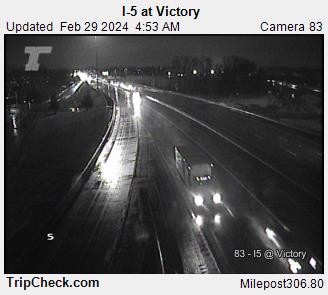 I-5 at Victory
Updated  Feb 29 2024  4:53 AM
Camera 83
T
S
83 - I5 @ Victory
TripCheck.com
Milepost306.80